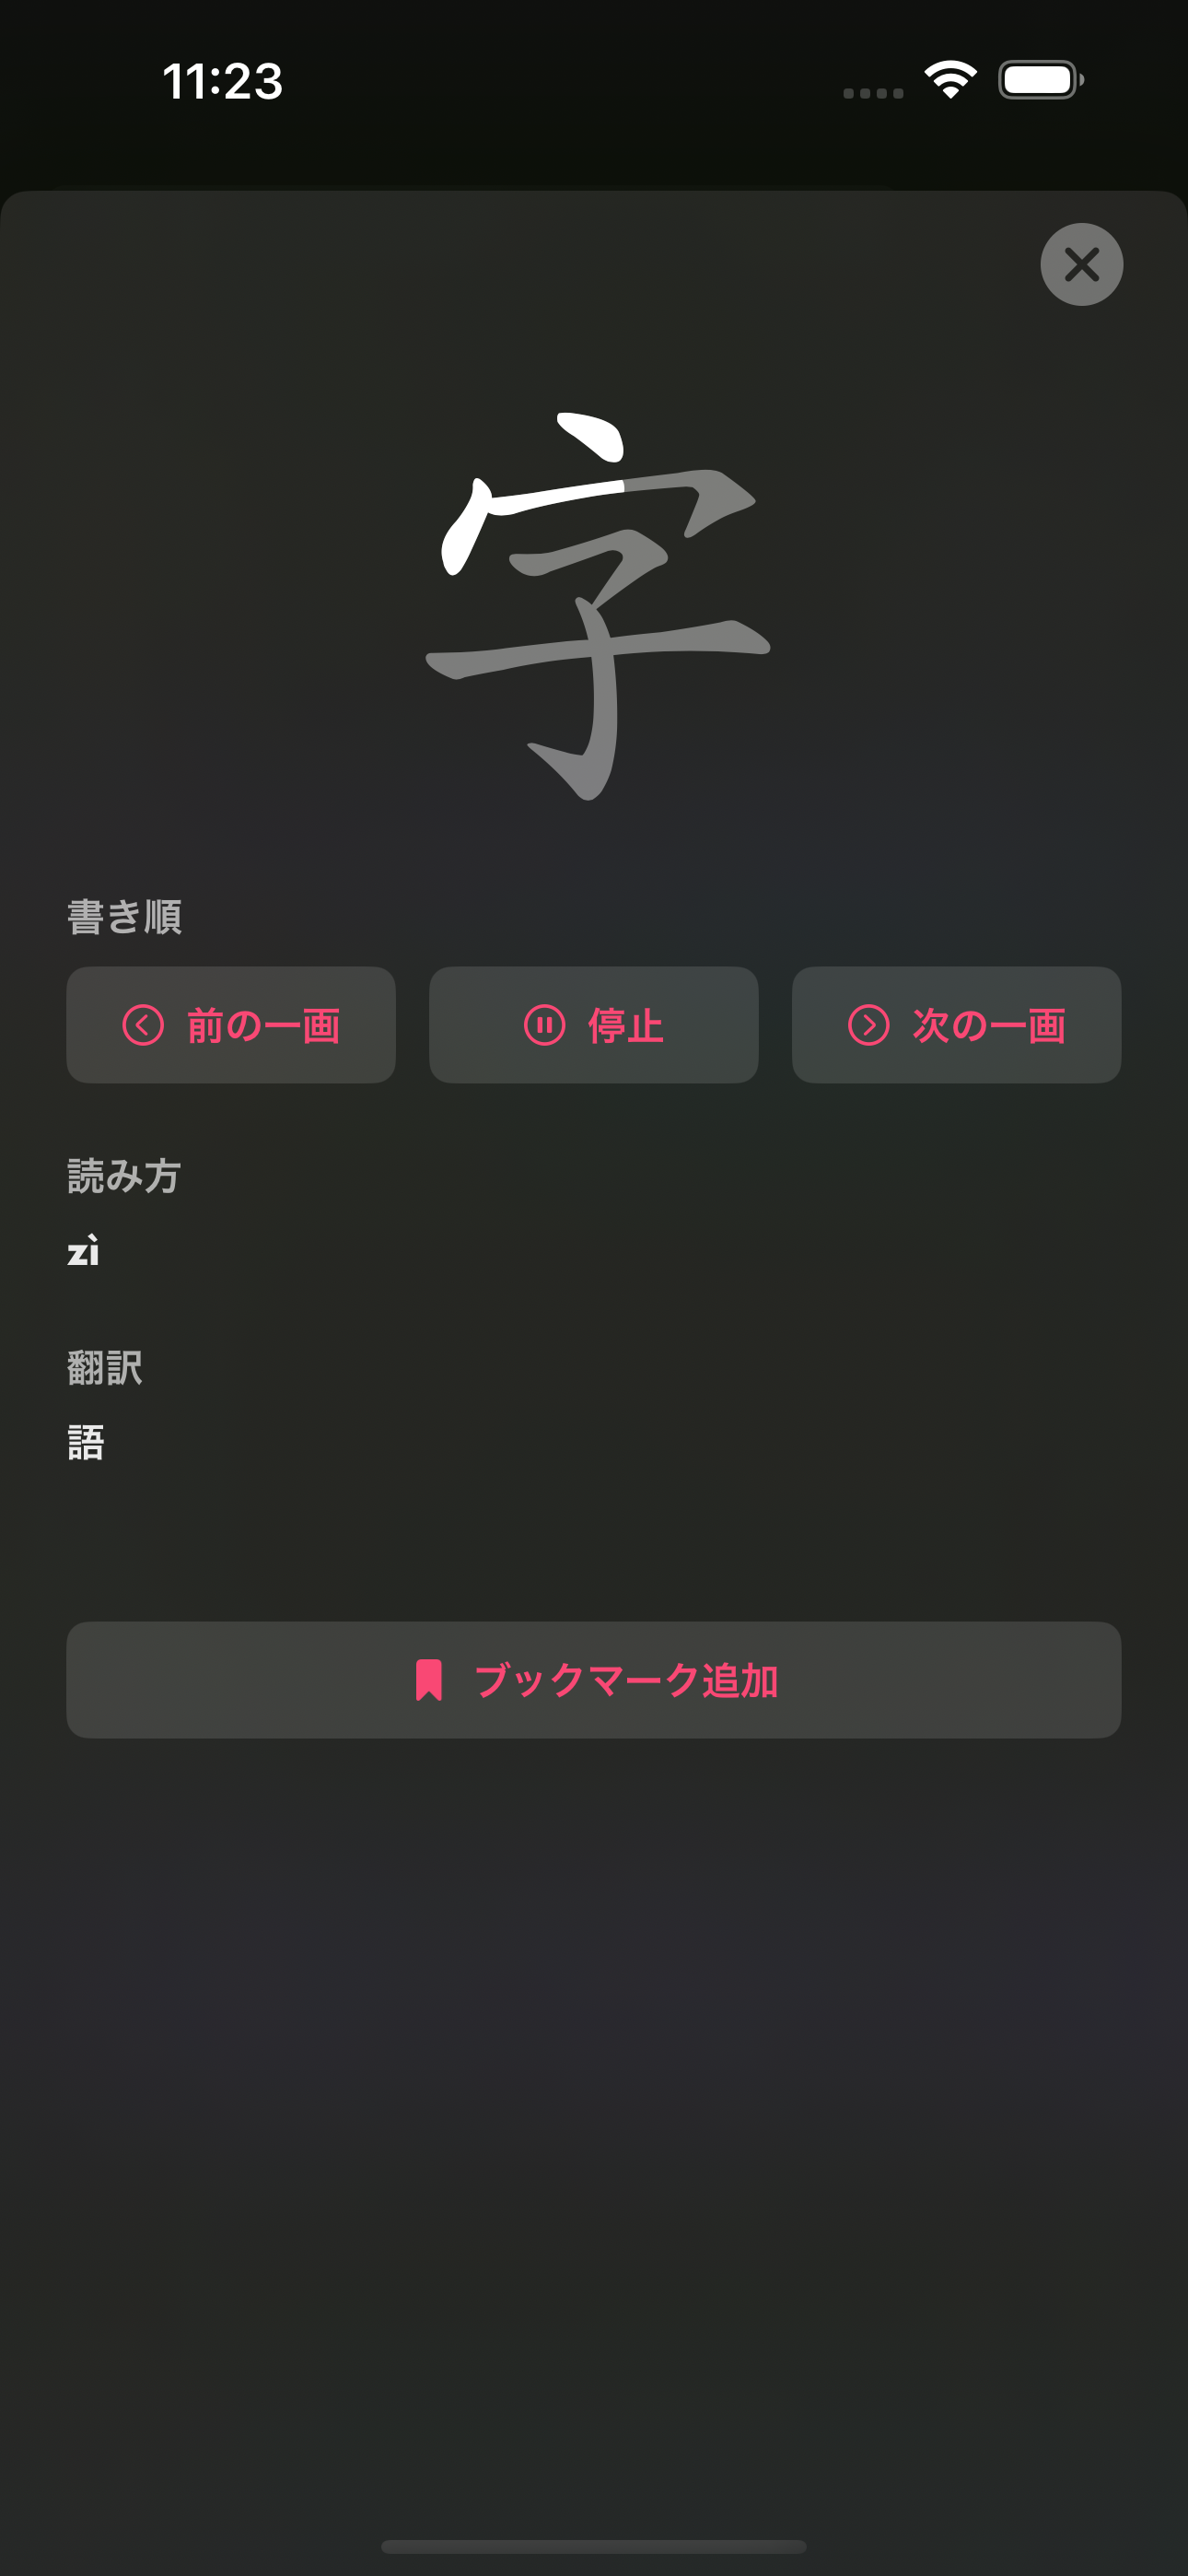 11:23
字
書き順
前の一画
停止
次の一画
読み方
zì
翻訳
語
ブックマーク追加